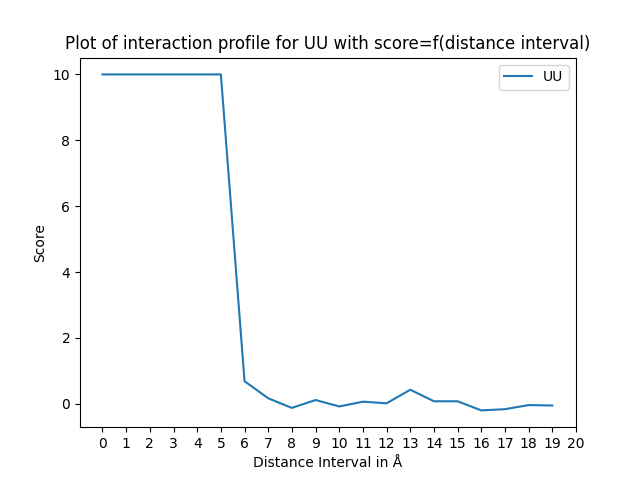 Plot of interaction profile for UU with score=f(distance interval)
UU
10
8
6
4
2
0
Score
0 1 2 3 4 5 6 7 8 9 10 11 12 13 14 15 16 17 18 19 20
Distance Interval in Å